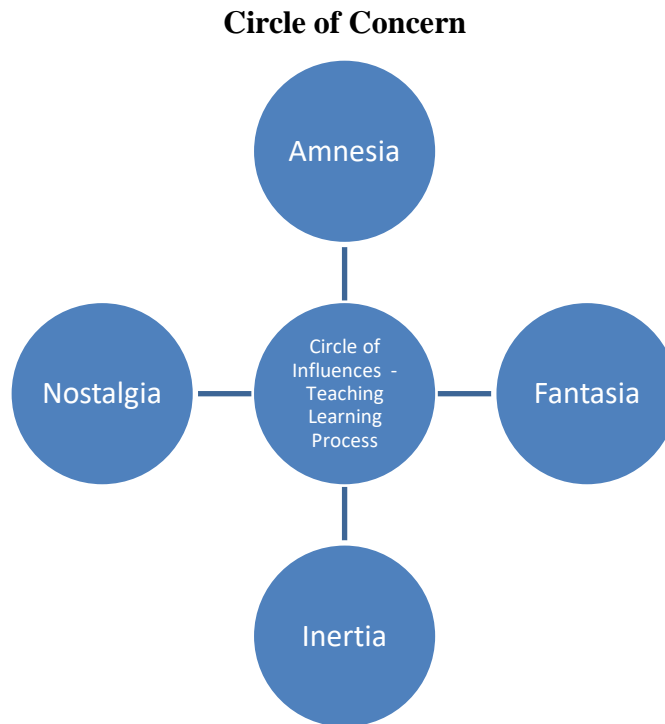 Circle of Concern
Amnesia
Nostalgia
Circle of
Influences -
Teaching
Learning
Process
Fantasia
Inertia